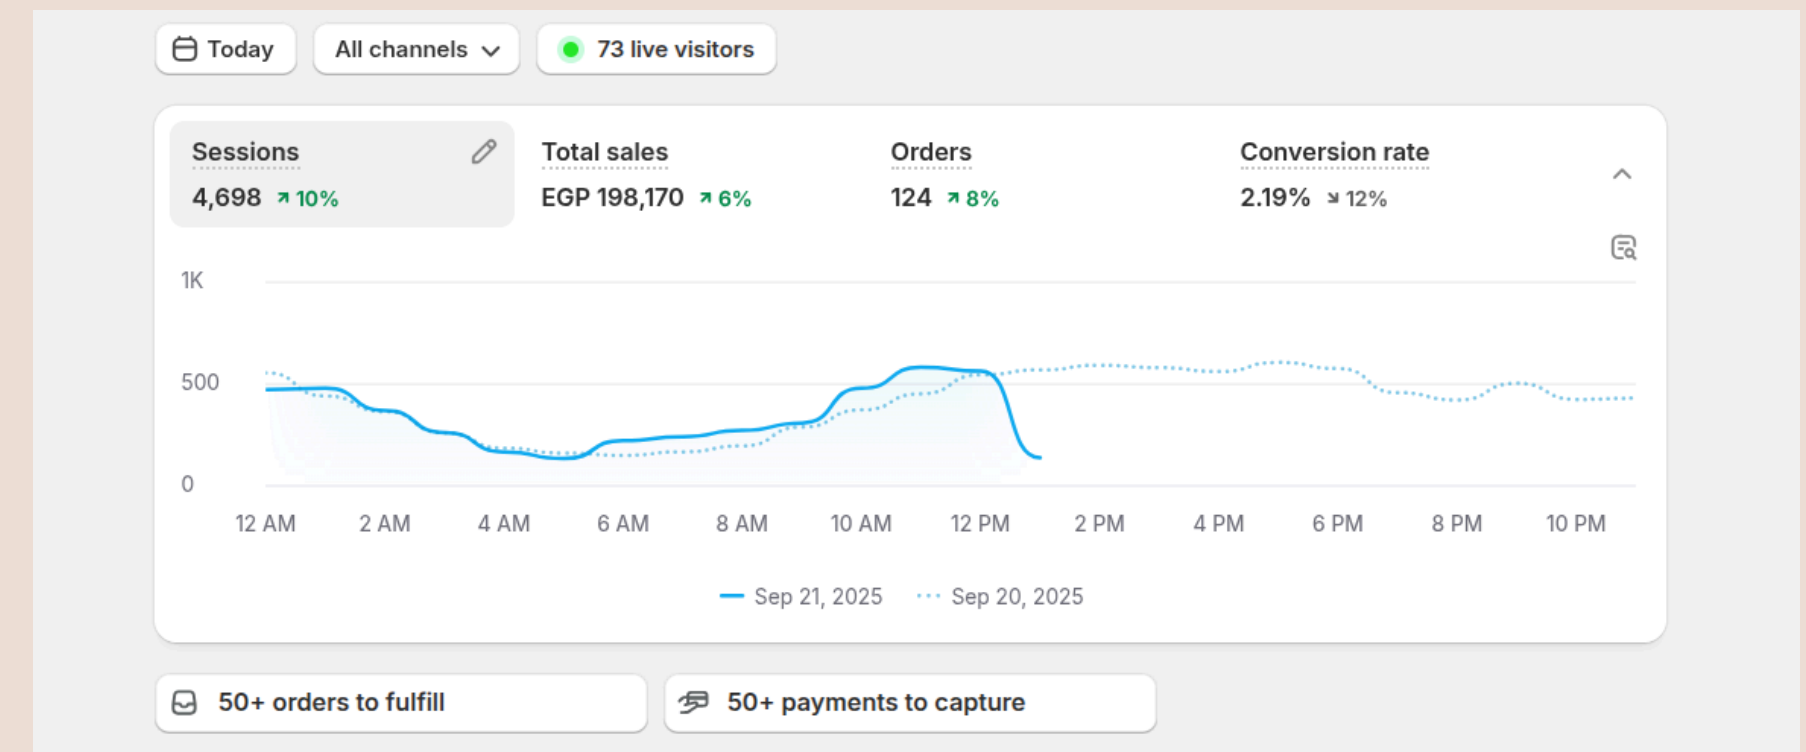 Today
All channels
73 live visitors
Sessions
4,698 10%
Total sales
EGP 198,170 6%
Orders
124 8%
Conversion rate
2.19% 12%
1K
500
0
12 AM 2 AM 4 AM 6 AM 8 AM 10 AM 12 PM 2 PM 4 PM 6 PM 8 PM 10 PM
Sep 21, 2025 Sep 20, 2025
50+ orders to fulfill
50+ payments to capture